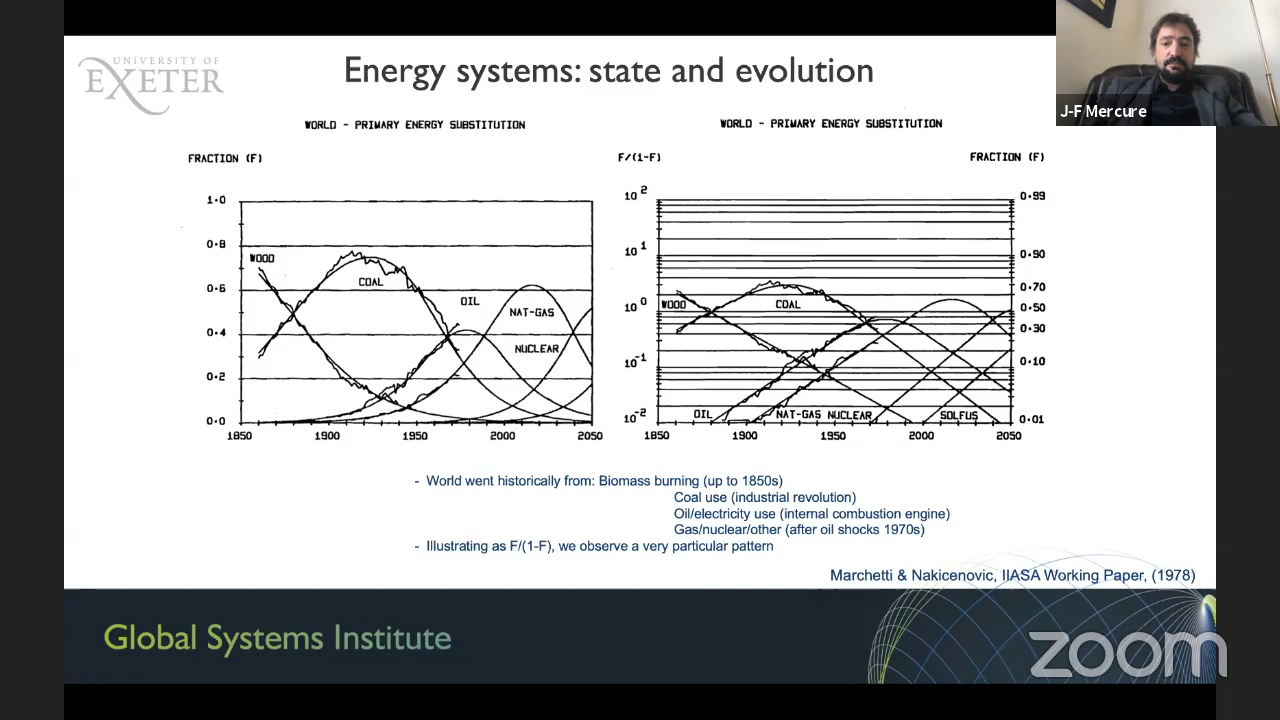 UNIVERSITY OF
EXETER
Energy systems: state and evolution
J-F Mercure
WORLD - PRIMARY ENERGY SUBSTITUTION
FRACTION (F)
1.0
0.8
0.6
0.4
0.2
0.0
WOOD
COAL
OIL
NAT-GAS
NUCLEAR
1850
1900
1950
2000
2050
WORLD - PRIMARY ENERGY SUBSTITUTION
F/(1-F)
FRACTION (F)
10 2
10 1
10 0
10 -1
10 -2
0.99
0.90
0.70
0.50
0.30
0.10
0.01
WOOD
COAL
OIL
NAT-GAS
NUCLEAR
SOLFUS
1850
1900
1950
2000
2050
- World went historically from: Biomass burning (up to 1850s)
Coal use (industrial revolution)
Oil/electricity use (internal combustion engine)
Gas/nuclear/other (after oil shocks 1970s)
- Illustrating as F/(1-F), we observe a very particular pattern
Marchetti & Nakicenovic, IIASA Working Paper, (1978)
Global Systems Institute
zoom